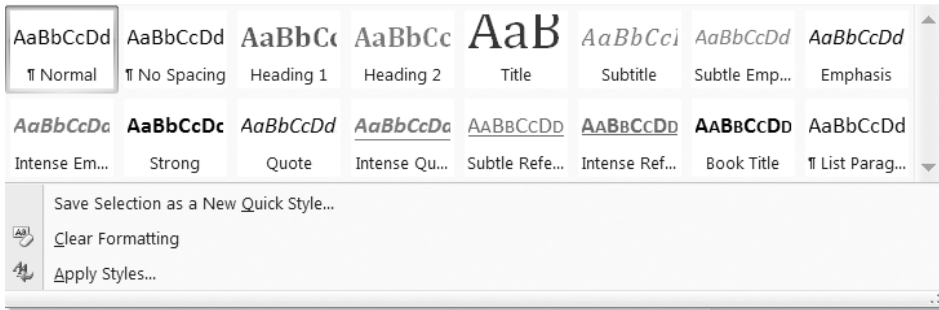 AaBbCcDd AaBbCcDd AaBbCc AaBbCc AaB AaBbCcI AaBbCcDd AaBbCcDd
¶ Normal ¶ No Spacing Heading 1 Heading 2 Title Subtitle Subtle Emp... Emphasis
AaBbCcDd AaBbCcDc AaBbCcDd AaBbCcDd AABBCCDD AABBCCDD AABBCCDD AaBbCcDd
Intense Em... Strong Quote Intense Qu... Subtle Refe... Intense Ref... Book Title ¶ List Parag...
Save Selection as a New Quick Style...
Clear Formatting
Apply Styles...